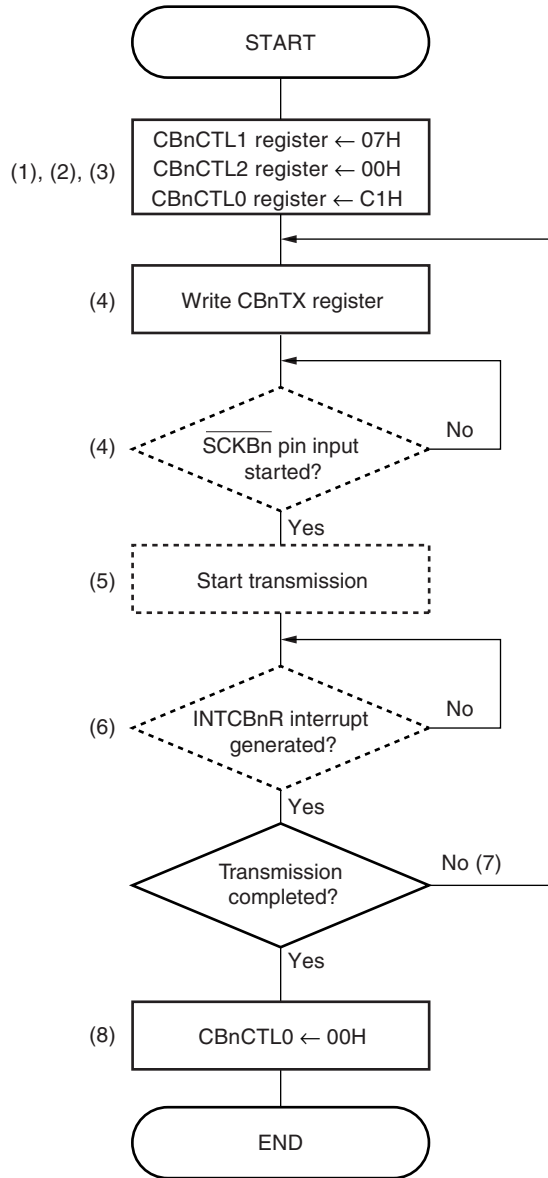 START
(1), (2), (3)
CBnCTL1 register ← 07H
CBnCTL2 register ← 00H
CBnCTL0 register ← C1H
(4)
Write CBnTX register
(4)
S̅C̅K̅B̅n̅ pin input
started?
No
Yes
(5)
Start transmission
(6)
INTCBnR interrupt
generated?
No
Yes
Transmission
completed?
No (7)
Yes
(8)
CBnCTL0 ← 00H
END